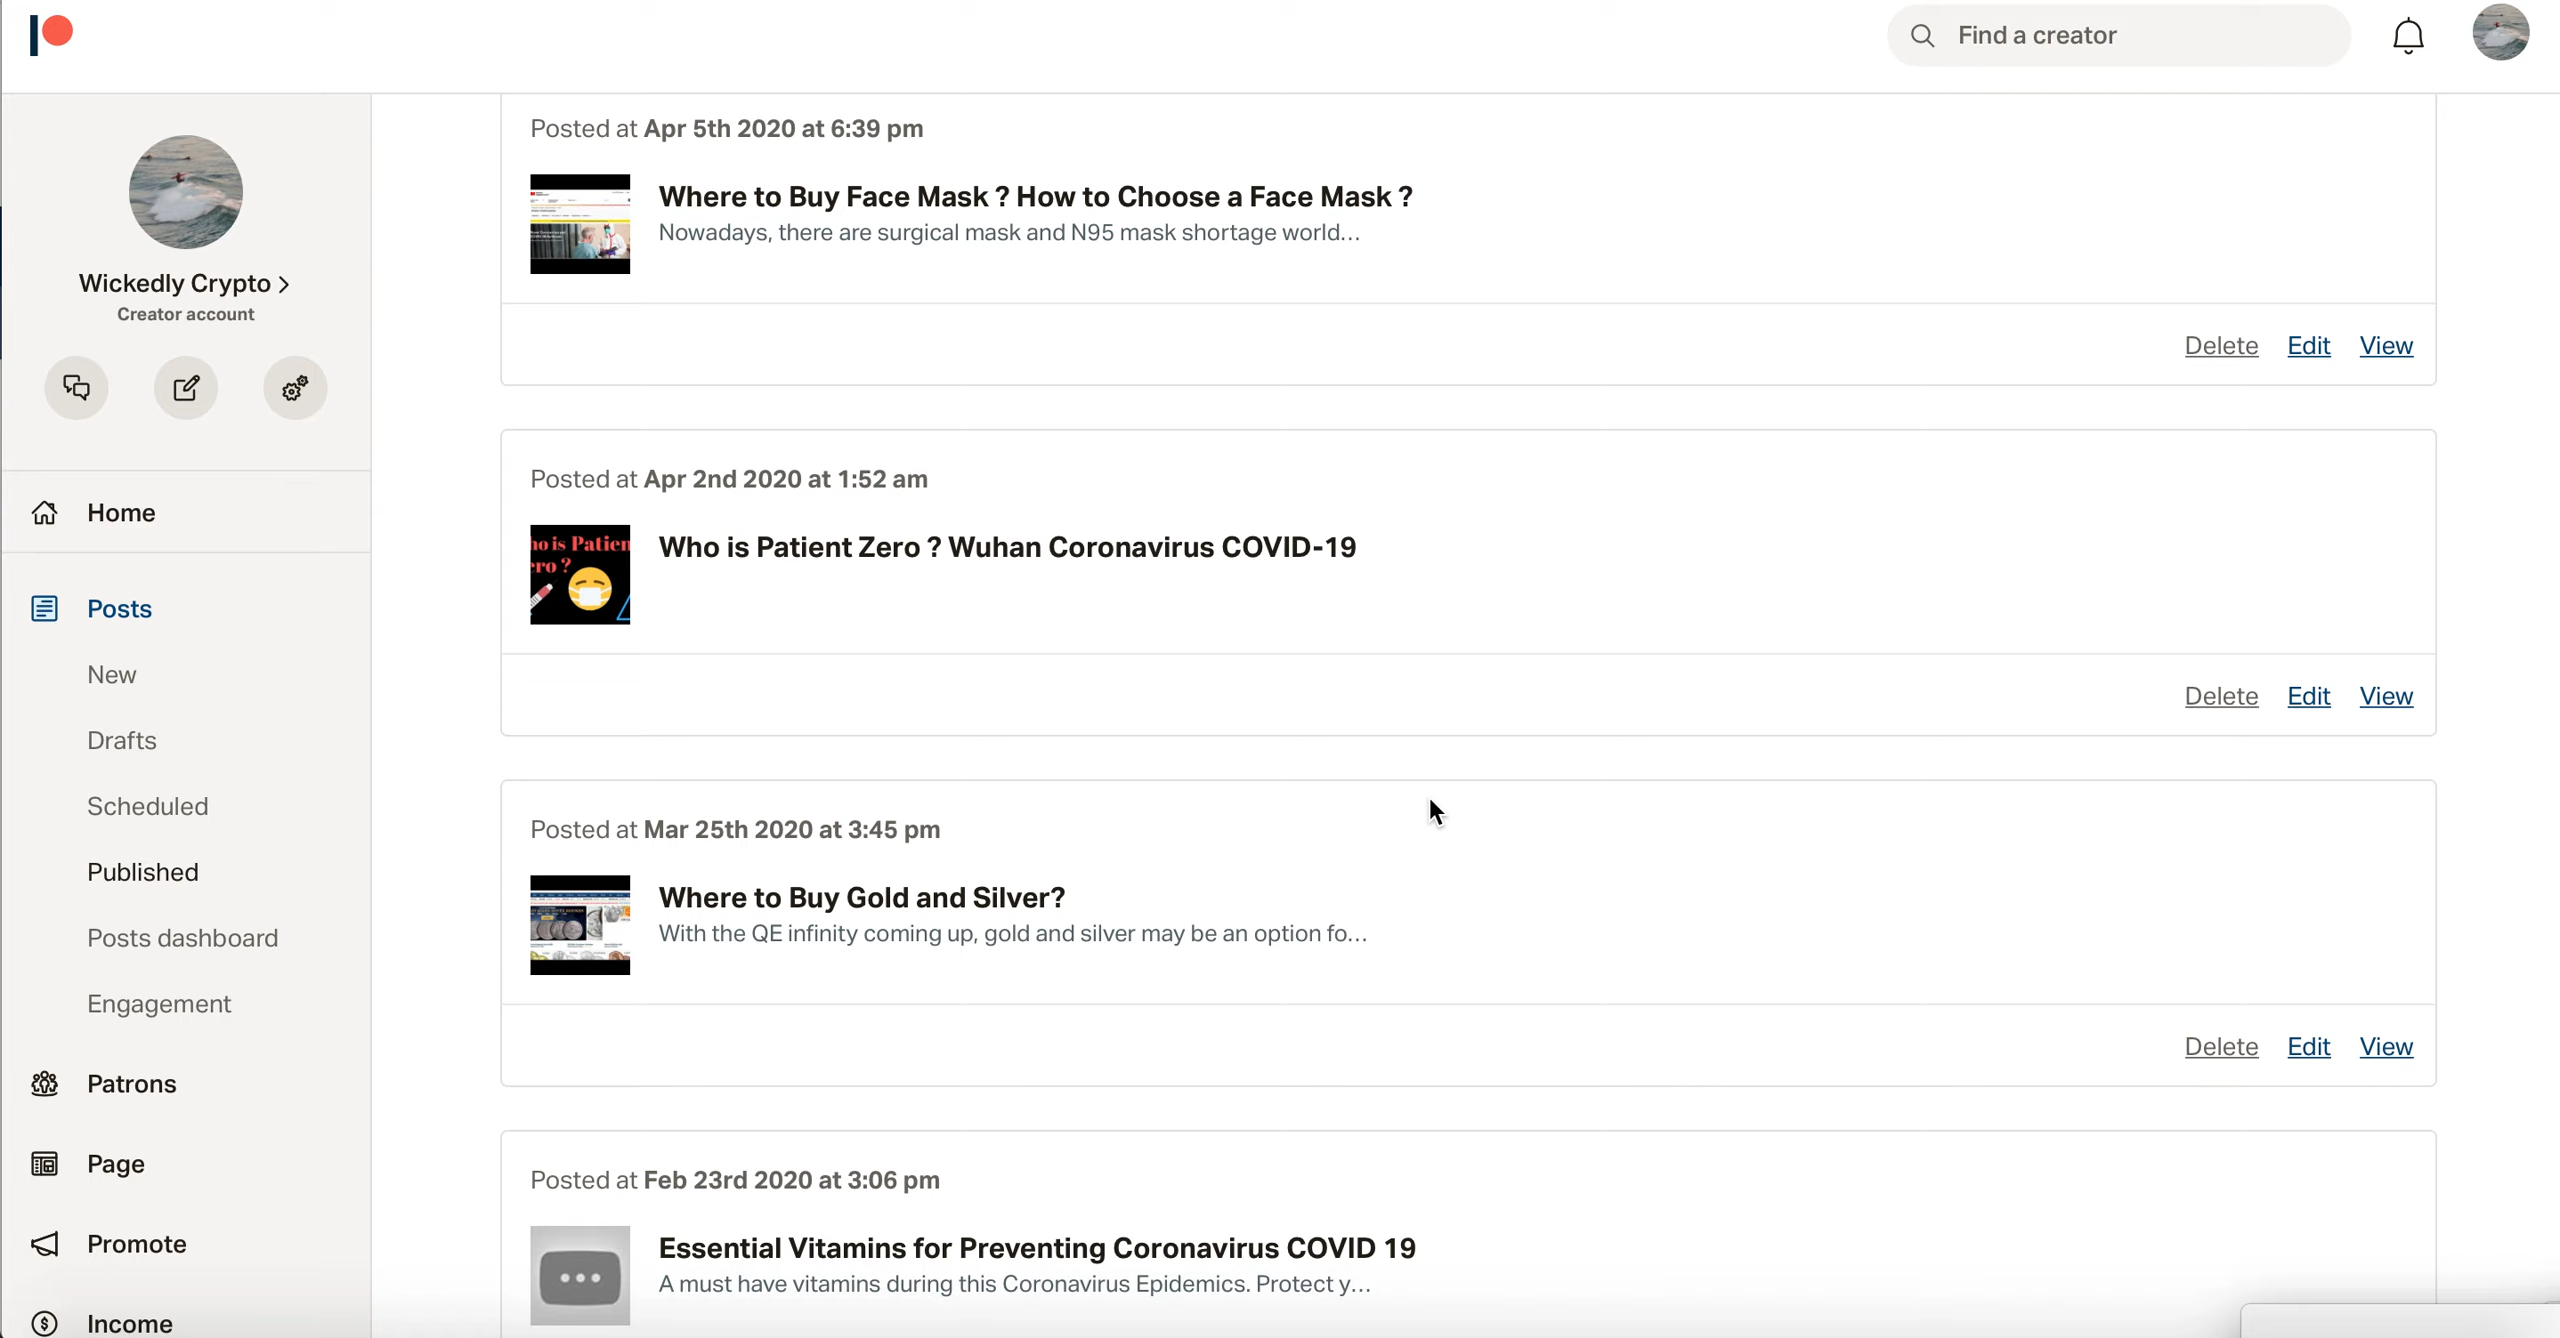 Find a creator
Wickedly Crypto >
Creator account
Home
Posts
New
Drafts
Scheduled
Published
Posts dashboard
Engagement
Patrons
Page
Promote
Income
Posted at Apr 5th 2020 at 6:39 pm
Where to Buy Face Mask ? How to Choose a Face Mask ?
Nowadays, there are surgical mask and N95 mask shortage world...
Delete Edit View
Posted at Apr 2nd 2020 at 1:52 am
ho is Patien
ro ?
Who is Patient Zero ? Wuhan Coronavirus COVID-19
Delete Edit View
Posted at Mar 25th 2020 at 3:45 pm
Where to Buy Gold and Silver?
With the QE infinity coming up, gold and silver may be an option fo...
Delete Edit View
Posted at Feb 23rd 2020 at 3:06 pm
Essential Vitamins for Preventing Coronavirus COVID 19
A must have vitamins during this Coronavirus Epidemics. Protect y...